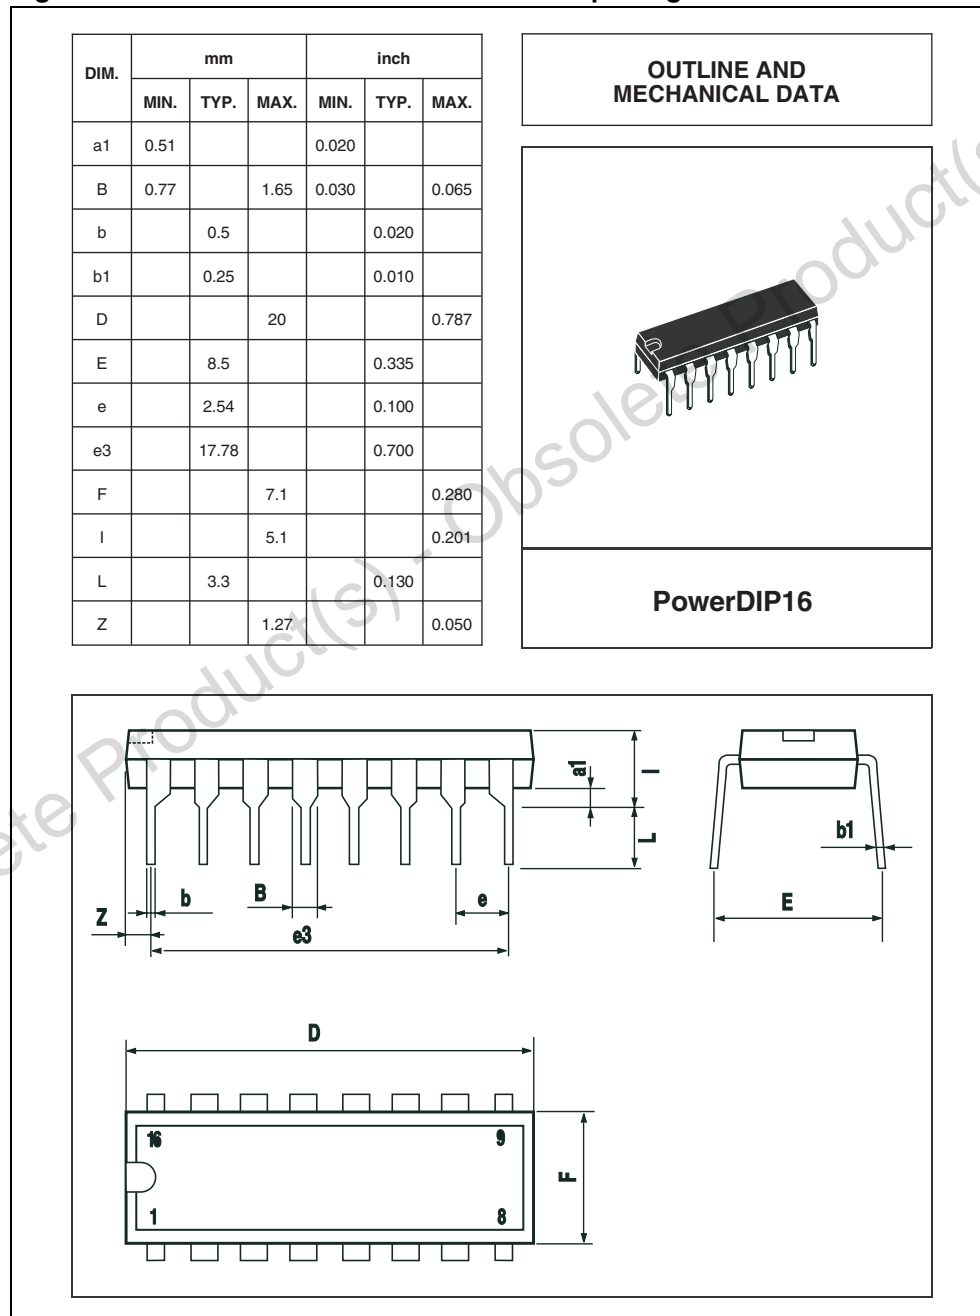 DIM. mm inch
MIN. TYP. MAX. MIN. TYP. MAX.
a1 0.51 0.020
B 0.77 1.65 0.030 0.065
b 0.5 0.020
b1 0.25 0.010
D 20 0.787
E 8.5 0.335
e 2.54 0.100
e3 17.78 0.700
F 7.1 0.280
I 5.1 0.201
L 3.3 0.130
Z 1.27 0.050
OUTLINE AND
MECHANICAL DATA
PowerDIP16
a1
I
L
b1
Z
b
B
e
e3
E
D
16
9
F
1
8
Product(s) - Obsolete Product(s